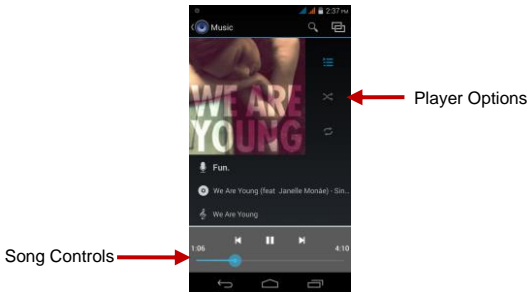 2:37 PM
Music
WE ARE
YOUNG
Player Options
Fun.
We Are Young (feat Janelle Monáe) - Sin...
We Are Young
1:06
4:10
Song Controls